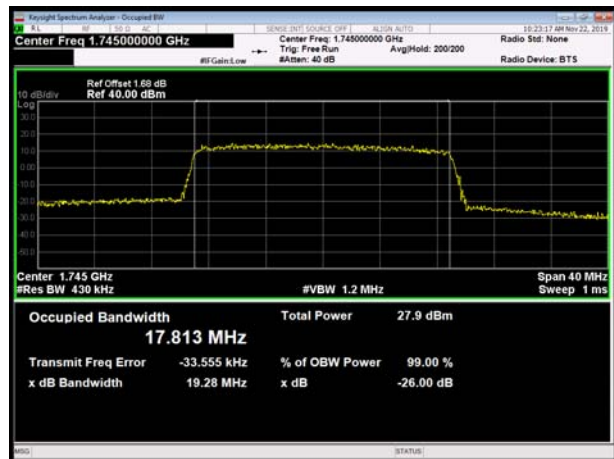 Keysight Spectrum Analyzer - Occupied BW
RL RF 50 Ω AC SENSE:INT SOURCE OFF ALIGN AUTO 10:23:17 AM Nov 22, 2019
Center Freq 1.745000000 GHz Center Freq: 1.745000000 GHz Radio Std: None
Trig: Free Run Avg|Hold: 200/200
#IFGain:Low #Atten: 40 dB Radio Device: BTS
Ref Offset 1.68 dB
10 dB/div Ref 40.00 dBm
Log
30.0
20.0
10.0
0.00
-10.0
-20.0
-30.0
-40.0
-50.0
Center 1.745 GHz Span 40 MHz
#Res BW 430 kHz #VBW 1.2 MHz Sweep 1 ms
Occupied Bandwidth Total Power 27.9 dBm
17.813 MHz
Transmit Freq Error -33.555 kHz % of OBW Power 99.00 %
x dB Bandwidth 19.28 MHz x dB -26.00 dB
MSG STATUS